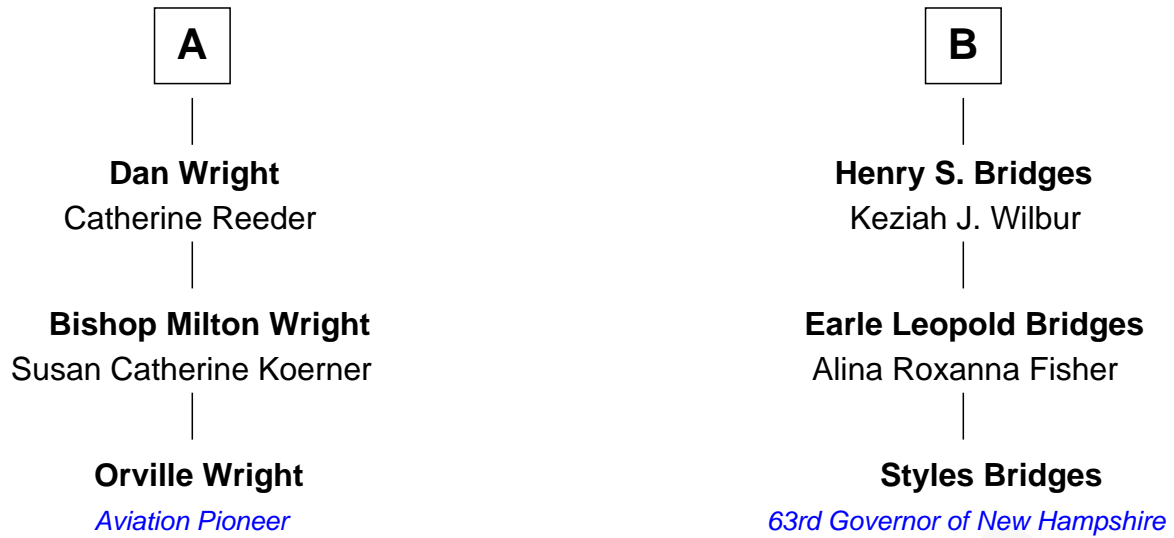 A
Dan Wright
Catherine Reeder
Bishop Milton Wright
Susan Catherine Koerner
Orville Wright
Aviation Pioneer
B
Henry S. Bridges
Keziah J. Wilbur
Earle Leopold Bridges
Alina Roxanna Fisher
Styles Bridges
63rd Governor of New Hampshire